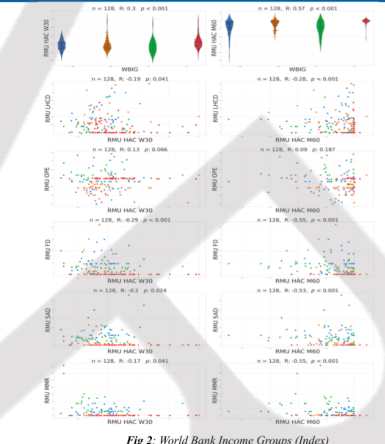 n = 128, R: 0.3 p < 0.001
n = 128, R: 0.57 p < 0.001
RMU HAC W30
RMU HAC M60
WBIG
WBIG
n = 128, R: -0.19 p: 0.041
n = 128, R: -0.28, p < 0.001
RMU LHCD
RMU LHCD
RMU HAC W30
RMU HAC M60
n = 128, R: 0.13 p: 0.066
n = 128, R: 0.09 p: 0.187
RMU OPE
RMU OPE
RMU HAC W30
RMU HAC M60
n = 128, R: -0.29, p < 0.001
n = 128, R: -0.55, p < 0.001
RMU FD
RMU FD
RMU HAC W30
RMU HAC M60
n = 128, R: -0.2 p: 0.024
n = 128, R: -0.53, p < 0.001
RMU SAD
RMU SAD
RMU HAC W30
RMU HAC M60
n = 128, R: -0.17 p: 0.041
n = 128, R: -0.55, p < 0.001
RMU MMR
RMU MMR
RMU HAC W30
RMU HAC M60
Fig 2: World Bank Income Groups (Index)